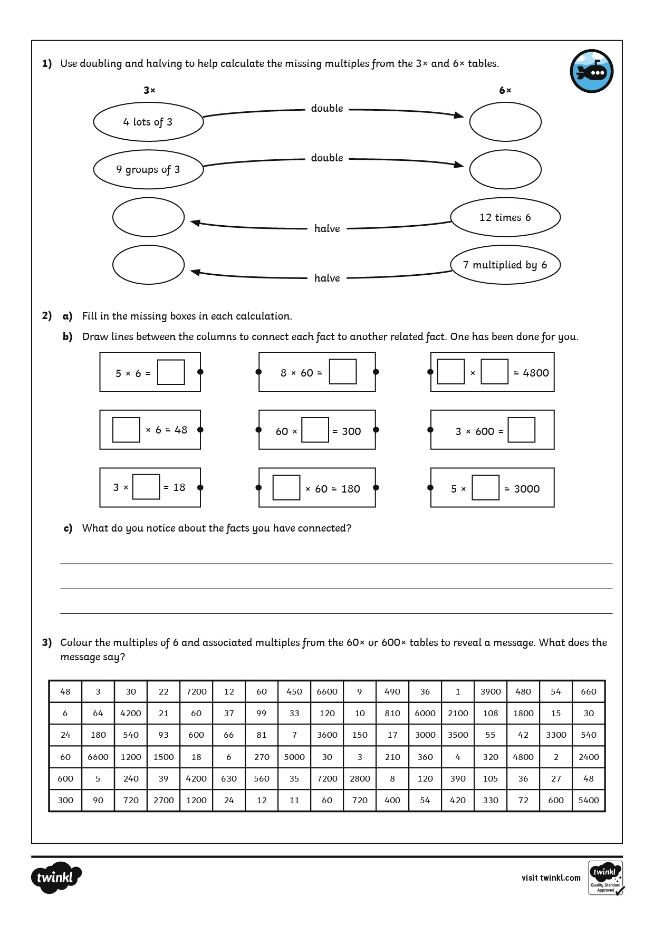 1) Use doubling and halving to help calculate the missing multiples from the 3× and 6× tables.
3× 6×
double
4 lots of 3
double
9 groups of 3
12 times 6
halve
7 multiplied by 6
halve
2) a) Fill in the missing boxes in each calculation.
b) Draw lines between the columns to connect each fact to another related fact. One has been done for you.
5 × 6 = 8 × 60 = × = 4800
× 6 = 48 60 × = 300 3 × 600 =
3 × = 18 × 60 = 180 5 × = 3000
c) What do you notice about the facts you have connected?
3) Colour the multiples of 6 and associated multiples from the 60× or 600× tables to reveal a message. What does the
message say?
48 3 30 22 7200 12 60 450 6600 9 490 36 1 3900 480 54 660
6 64 4200 21 60 37 99 33 120 10 810 6000 2100 108 1800 15 30
24 180 540 93 600 66 81 7 3600 150 17 3000 3500 55 42 3300 540
60 6600 1200 1500 18 6 270 5000 30 3 210 360 4 320 4800 2 2400
600 5 240 39 4200 630 560 35 7200 2800 8 120 390 105 36 27 48
300 90 720 2700 1200 24 12 11 60 720 400 54 420 330 72 600 5400
twinkl
visit twinkl.com
twinkl
Quality Standard
Approved